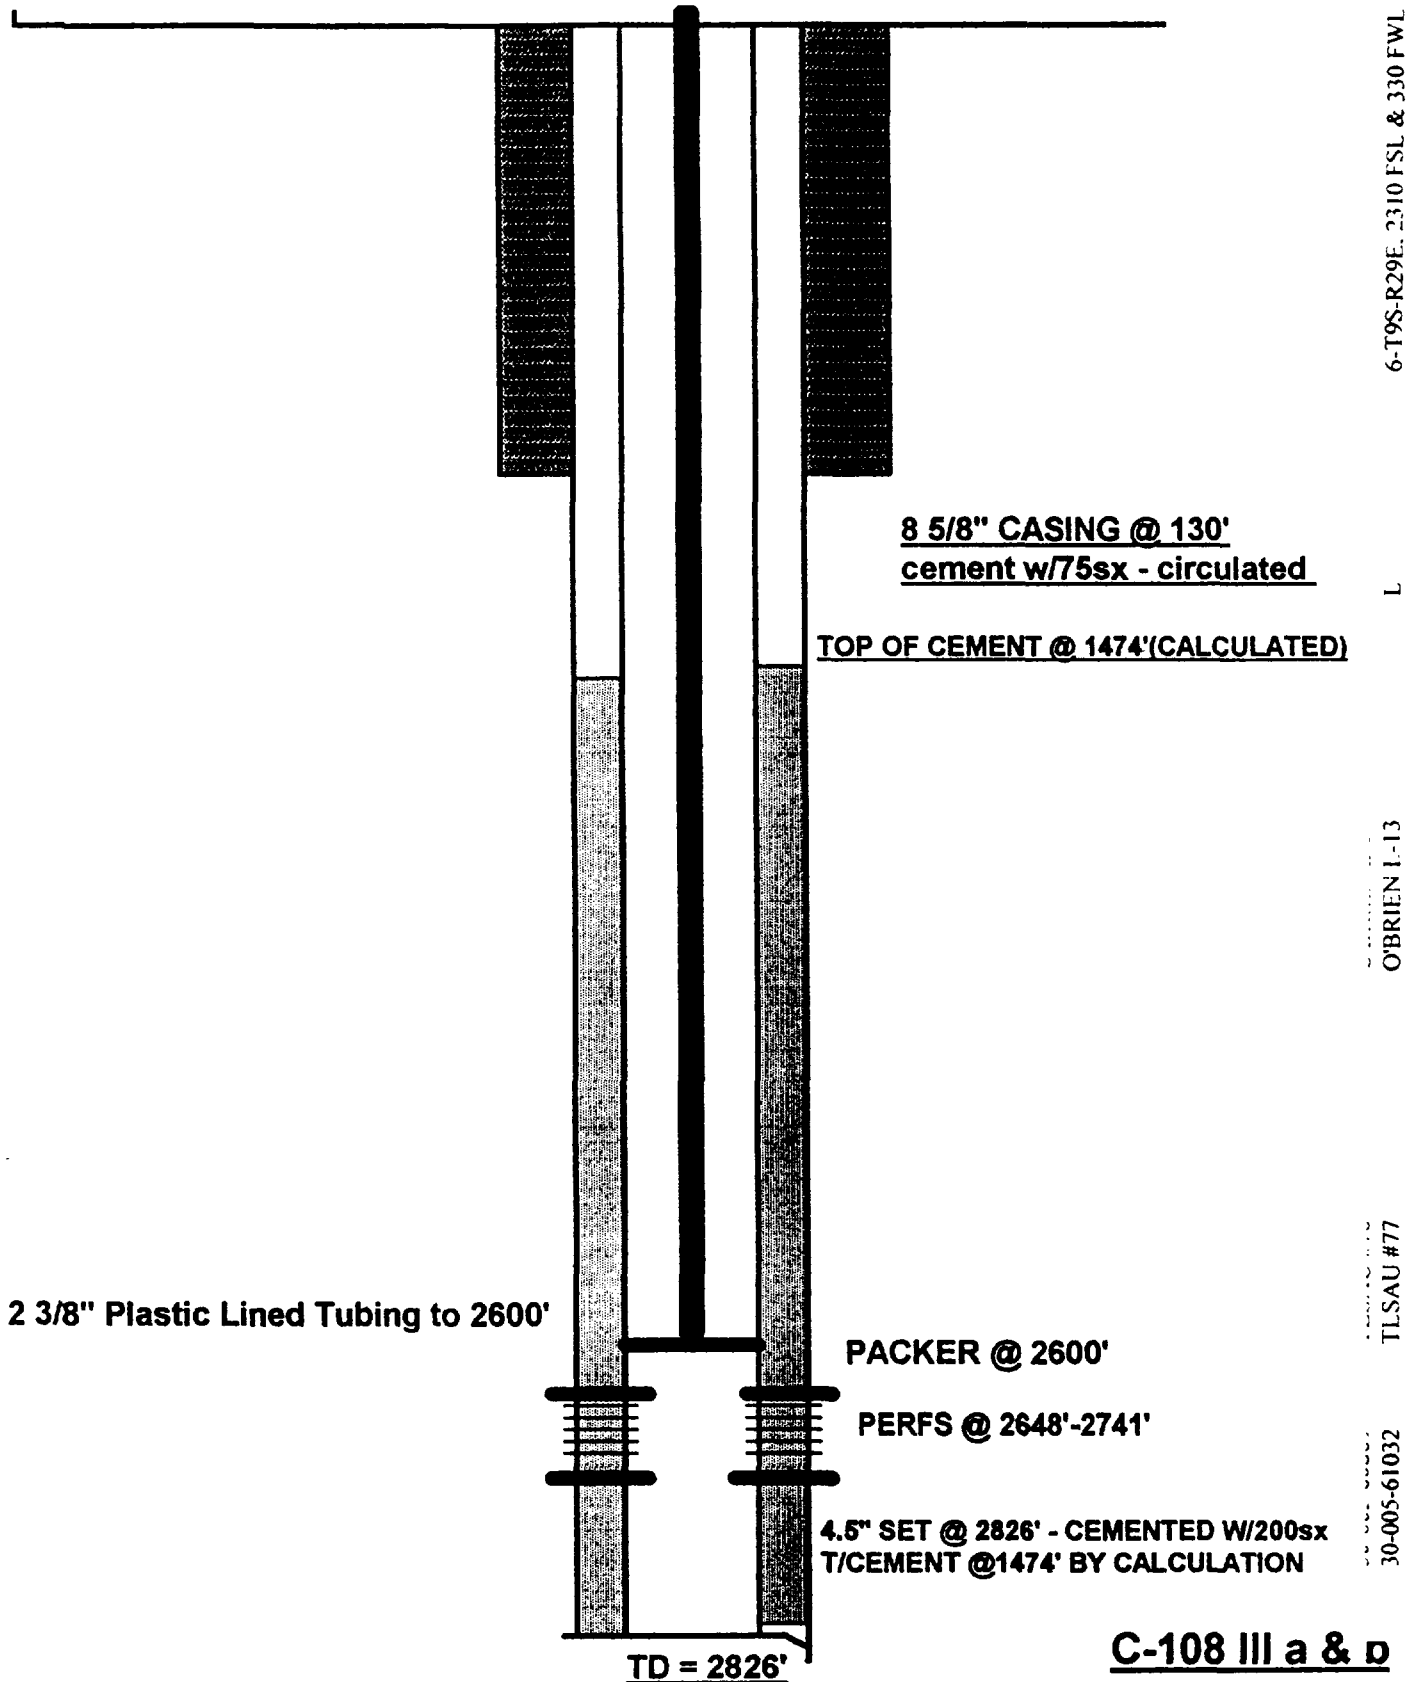 8 5/8" CASING @ 130'
cement w/75sx - circulated
TOP OF CEMENT @ 1474'(CALCULATED)
2 3/8" Plastic Lined Tubing to 2600'
PACKER @ 2600'
PERFS @ 2648'-2741'
4.5" SET @ 2826' - CEMENTED W/200sx
T/CEMENT @1474' BY CALCULATION
TD = 2826'
C-108 III a & b
30-005-61032 TLSAU #77 O'BRIEN L-13 L 6-T9S-R29E, 2310 FSL & 330 FWL